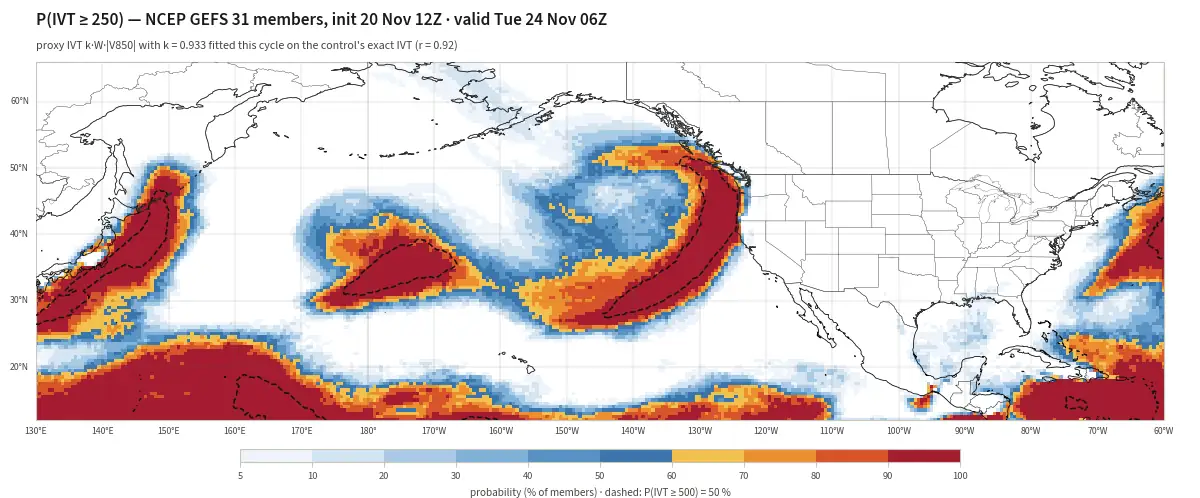 P(IVT ≥ 250) — NCEP GEFS 31 members, init 20 Nov 12Z · valid Tue 24 Nov 06Z
proxy IVT k·W·|V850| with k = 0.933 fitted this cycle on the control's exact IVT (r = 0.92)
60°N
50°N
40°N
30°N
20°N
130°E 140°E 150°E 160°E 170°E 180° 170°W 160°W 150°W 140°W 130°W 120°W 110°W 100°W 90°W 80°W 70°W 60°W
5 10 20 30 40 50 60 70 80 90 100
probability (% of members) · dashed: P(IVT ≥ 500) = 50 %